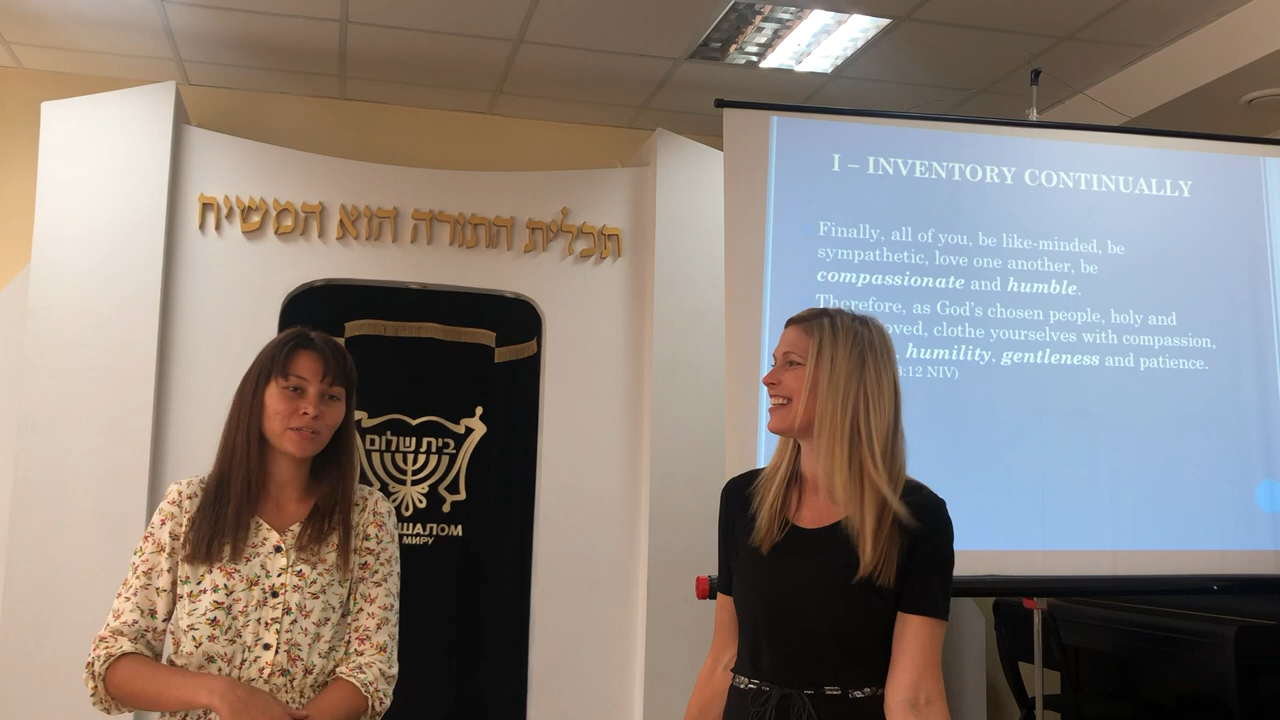 תכלית התורה הוא המשיח
בית שלום
ШАЛОМ
МИРУ
I – INVENTORY CONTINUALLY
Finally, all of you, be like-minded, be
sympathetic, love one another, be
compassionate and humble.
Therefore, as God's chosen people, holy and
oved, clothe yourselves with compassion,
, humility, gentleness and patience.
3:12 NIV)